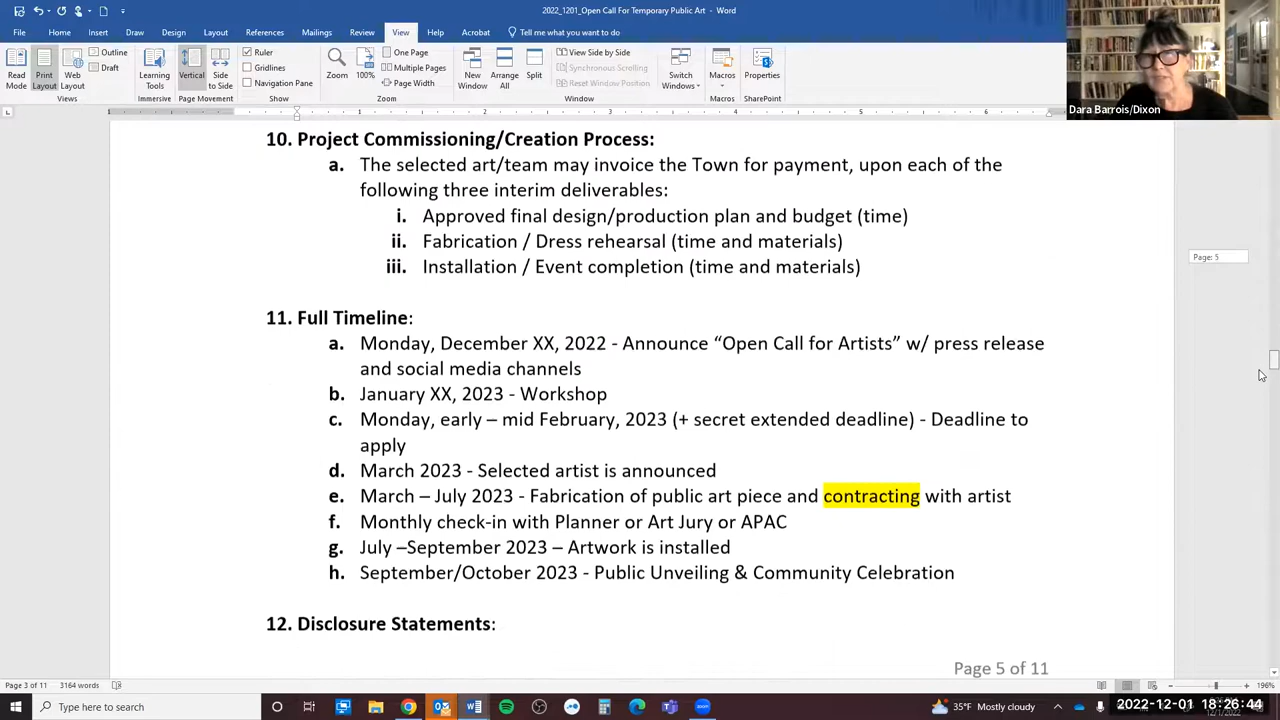 2022_1201_Open Call For Temporary Public Art - Word
File Home Insert Draw Design Layout References Mailings Review View Help Acrobat Tell me what you want to do
Read Mode
Print Layout
Web Layout
Outline
Draft
Views
Learning Tools
Immersive
Vertical
Side to Side
Page Movement
Ruler
Gridlines
Navigation Pane
Show
Zoom
100%
One Page
Multiple Pages
Page Width
Zoom
New Window
Arrange All
Split
View Side by Side
Synchronous Scrolling
Reset Window Position
Window
Switch Windows
Macros
Macros
Properties
SharePoint
Dara Barrois/Dixon
1 1 2 3 4 5 6
10. Project Commissioning/Creation Process:
a. The selected art/team may invoice the Town for payment, upon each of the
following three interim deliverables:
i. Approved final design/production plan and budget (time)
ii. Fabrication / Dress rehearsal (time and materials)
iii. Installation / Event completion (time and materials)
Page: 5
11. Full Timeline:
a. Monday, December XX, 2022 - Announce “Open Call for Artists” w/ press release
and social media channels
b. January XX, 2023 - Workshop
c. Monday, early – mid February, 2023 (+ secret extended deadline) - Deadline to
apply
d. March 2023 - Selected artist is announced
e. March – July 2023 - Fabrication of public art piece and contracting with artist
f. Monthly check-in with Planner or Art Jury or APAC
g. July –September 2023 – Artwork is installed
h. September/October 2023 - Public Unveiling & Community Celebration
12. Disclosure Statements:
Page 5 of 11
Page 3 of 11 3164 words
196%
Type here to search
35°F Mostly cloudy
2022-12-01 18:26:44